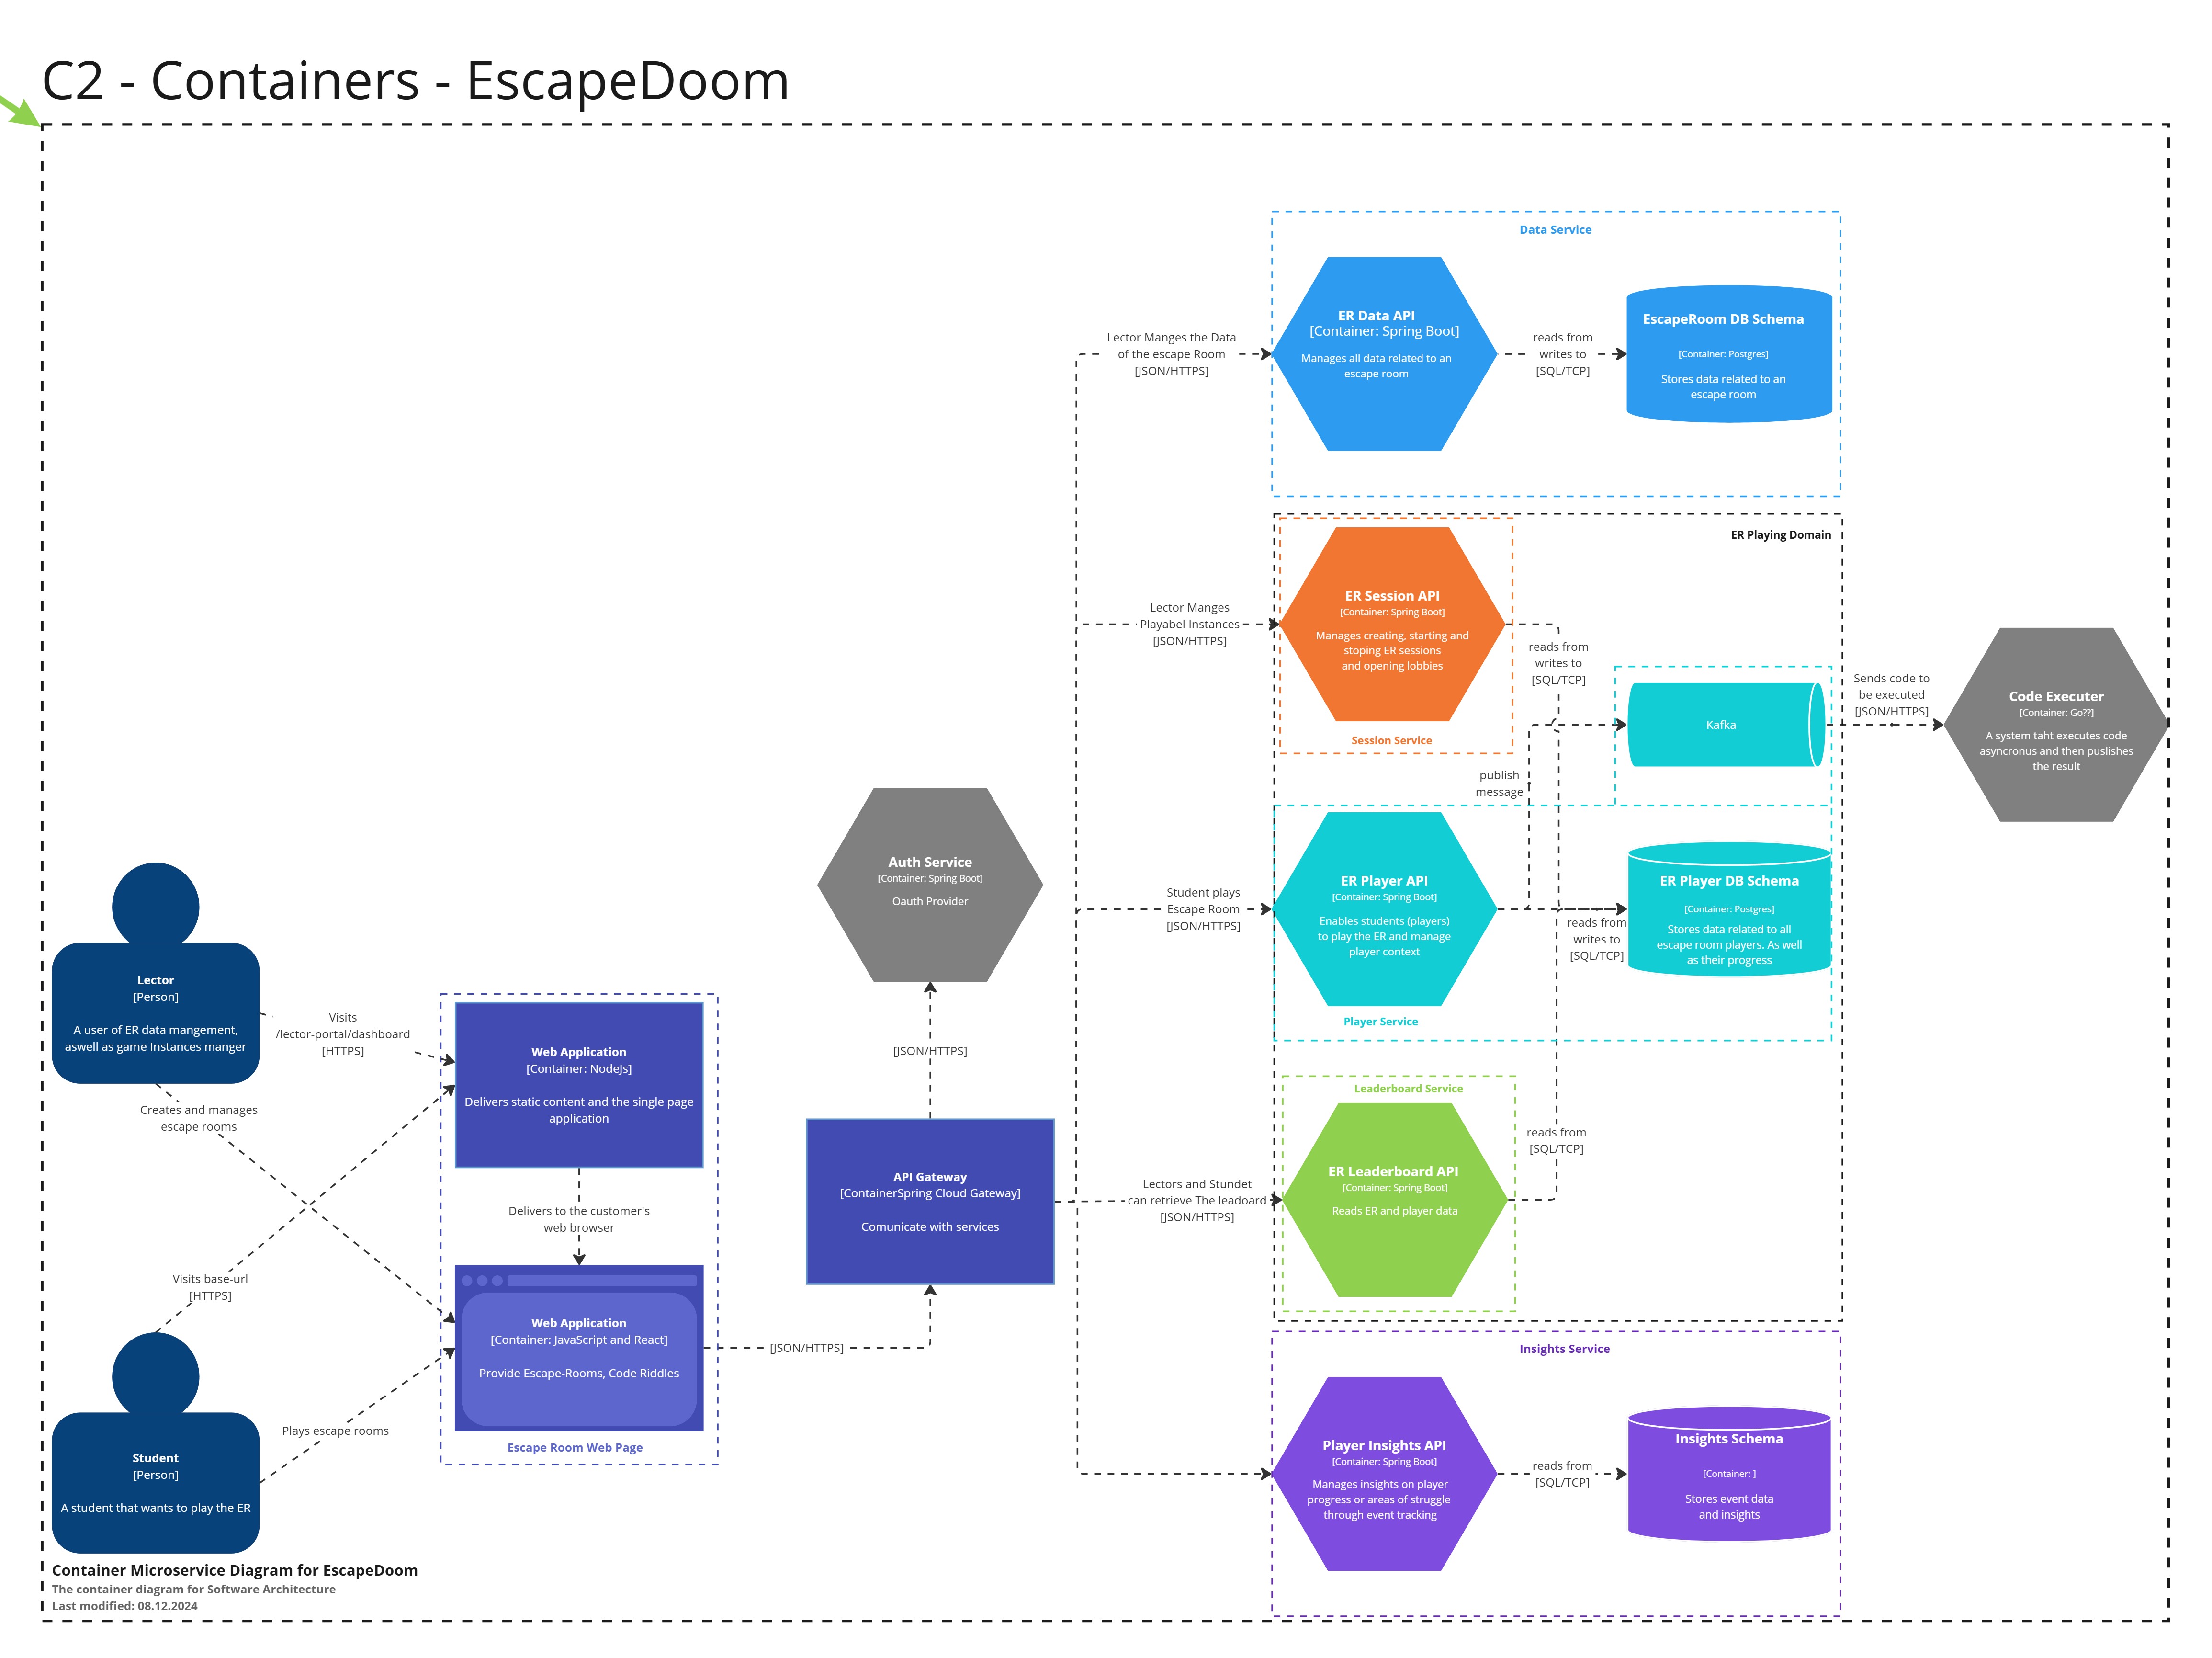 C2 - Containers - EscapeDoom
Data Service
ER Data API
[Container: Spring Boot]
Manages all data related to an
escape room
reads from
writes to
[SQL/TCP]
EscapeRoom DB Schema
[Container: Postgres]
Stores data related to an
escape room
Lector Manges the Data
of the escape Room
[JSON/HTTPS]
ER Playing Domain
Lector Manges
Playabel Instances
[JSON/HTTPS]
ER Session API
[Container: Spring Boot]
Manages creating, starting and
stoping ER sessions
and opening lobbies
Session Service
reads from
writes to
[SQL/TCP]
Kafka
Sends code to
be executed
[JSON/HTTPS]
Code Executer
[Container: Go??]
A system taht executes code
asyncronus and then puslishes
the result
publish
message
Auth Service
[Container: Spring Boot]
Oauth Provider
Student plays
Escape Room
[JSON/HTTPS]
ER Player API
[Container: Spring Boot]
Enables students (players)
to play the ER and manage
player context
Player Service
reads from
writes to
[SQL/TCP]
ER Player DB Schema
[Container: Postgres]
Stores data related to all
escape room players. As well
as their progress
Lector
[Person]
A user of ER data mangement,
aswell as game Instances manger
Visits
/lector-portal/dashboard
[HTTPS]
Web Application
[Container: NodeJs]
Delivers static content and the single page
application
[JSON/HTTPS]
Creates and manages
escape rooms
Leaderboard Service
ER Leaderboard API
[Container: Spring Boot]
Reads ER and player data
reads from
[SQL/TCP]
API Gateway
[ContainerSpring Cloud Gateway]
Comunicate with services
Lectors and Stundet
can retrieve The leadoard
[JSON/HTTPS]
Delivers to the customer's
web browser
Visits base-url
[HTTPS]
Web Application
[Container: JavaScript and React]
Provide Escape-Rooms, Code Riddles
[JSON/HTTPS]
Escape Room Web Page
Plays escape rooms
Student
[Person]
A student that wants to play the ER
Insights Service
Player Insights API
[Container: Spring Boot]
Manages insights on player
progress or areas of struggle
through event tracking
reads from
[SQL/TCP]
Insights Schema
[Container: ]
Stores event data
and insights
Container Microservice Diagram for EscapeDoom
The container diagram for Software Architecture
Last modified: 08.12.2024